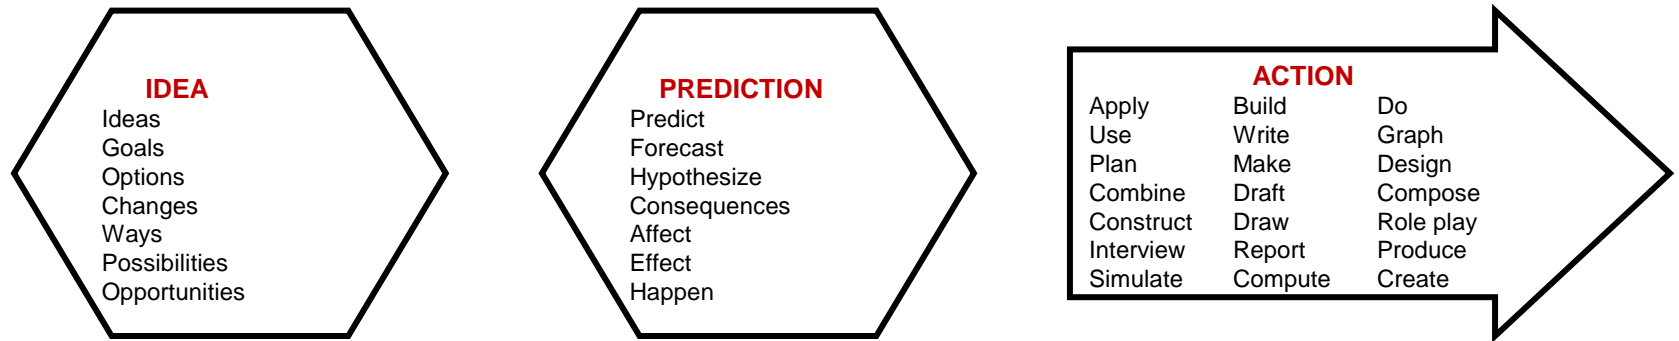 IDEA
Ideas
Goals
Options
Changes
Ways
Possibilities
Opportunities
PREDICTION
Predict
Forecast
Hypothesize
Consequences
Affect
Effect
Happen
ACTION
Apply Build Do
Use Write Graph
Plan Make Design
Combine Draft Compose
Construct Draw Role play
Interview Report Produce
Simulate Compute Create